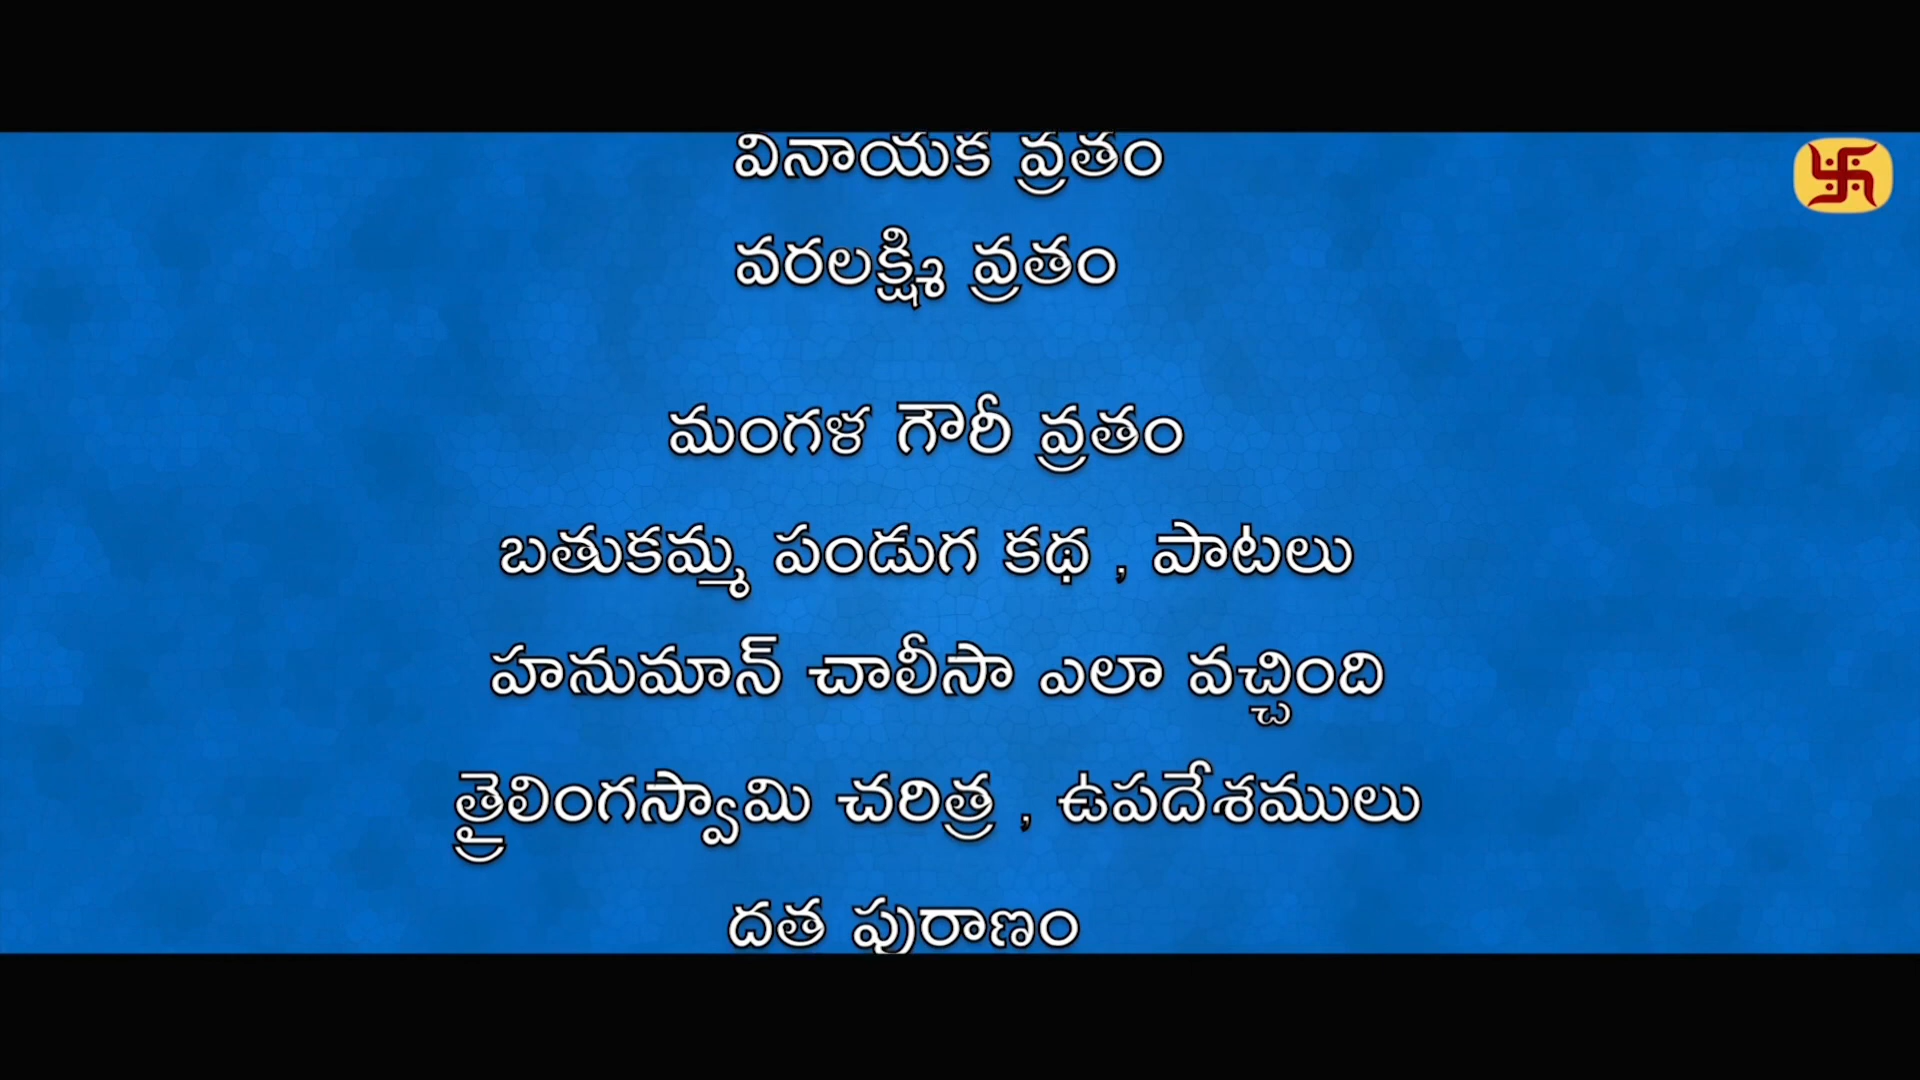 వినాయక వ్రతం
వరలక్ష్మి వ్రతం
మంగళ గౌరీ వ్రతం
బతుకమ్మ పండుగ కథ , పాటలు
హనుమాన్ చాలీసా ఎలా వచ్చింది
త్రైలింగస్వామి చరిత్ర , ఉపదేశములు
దత పురాణం